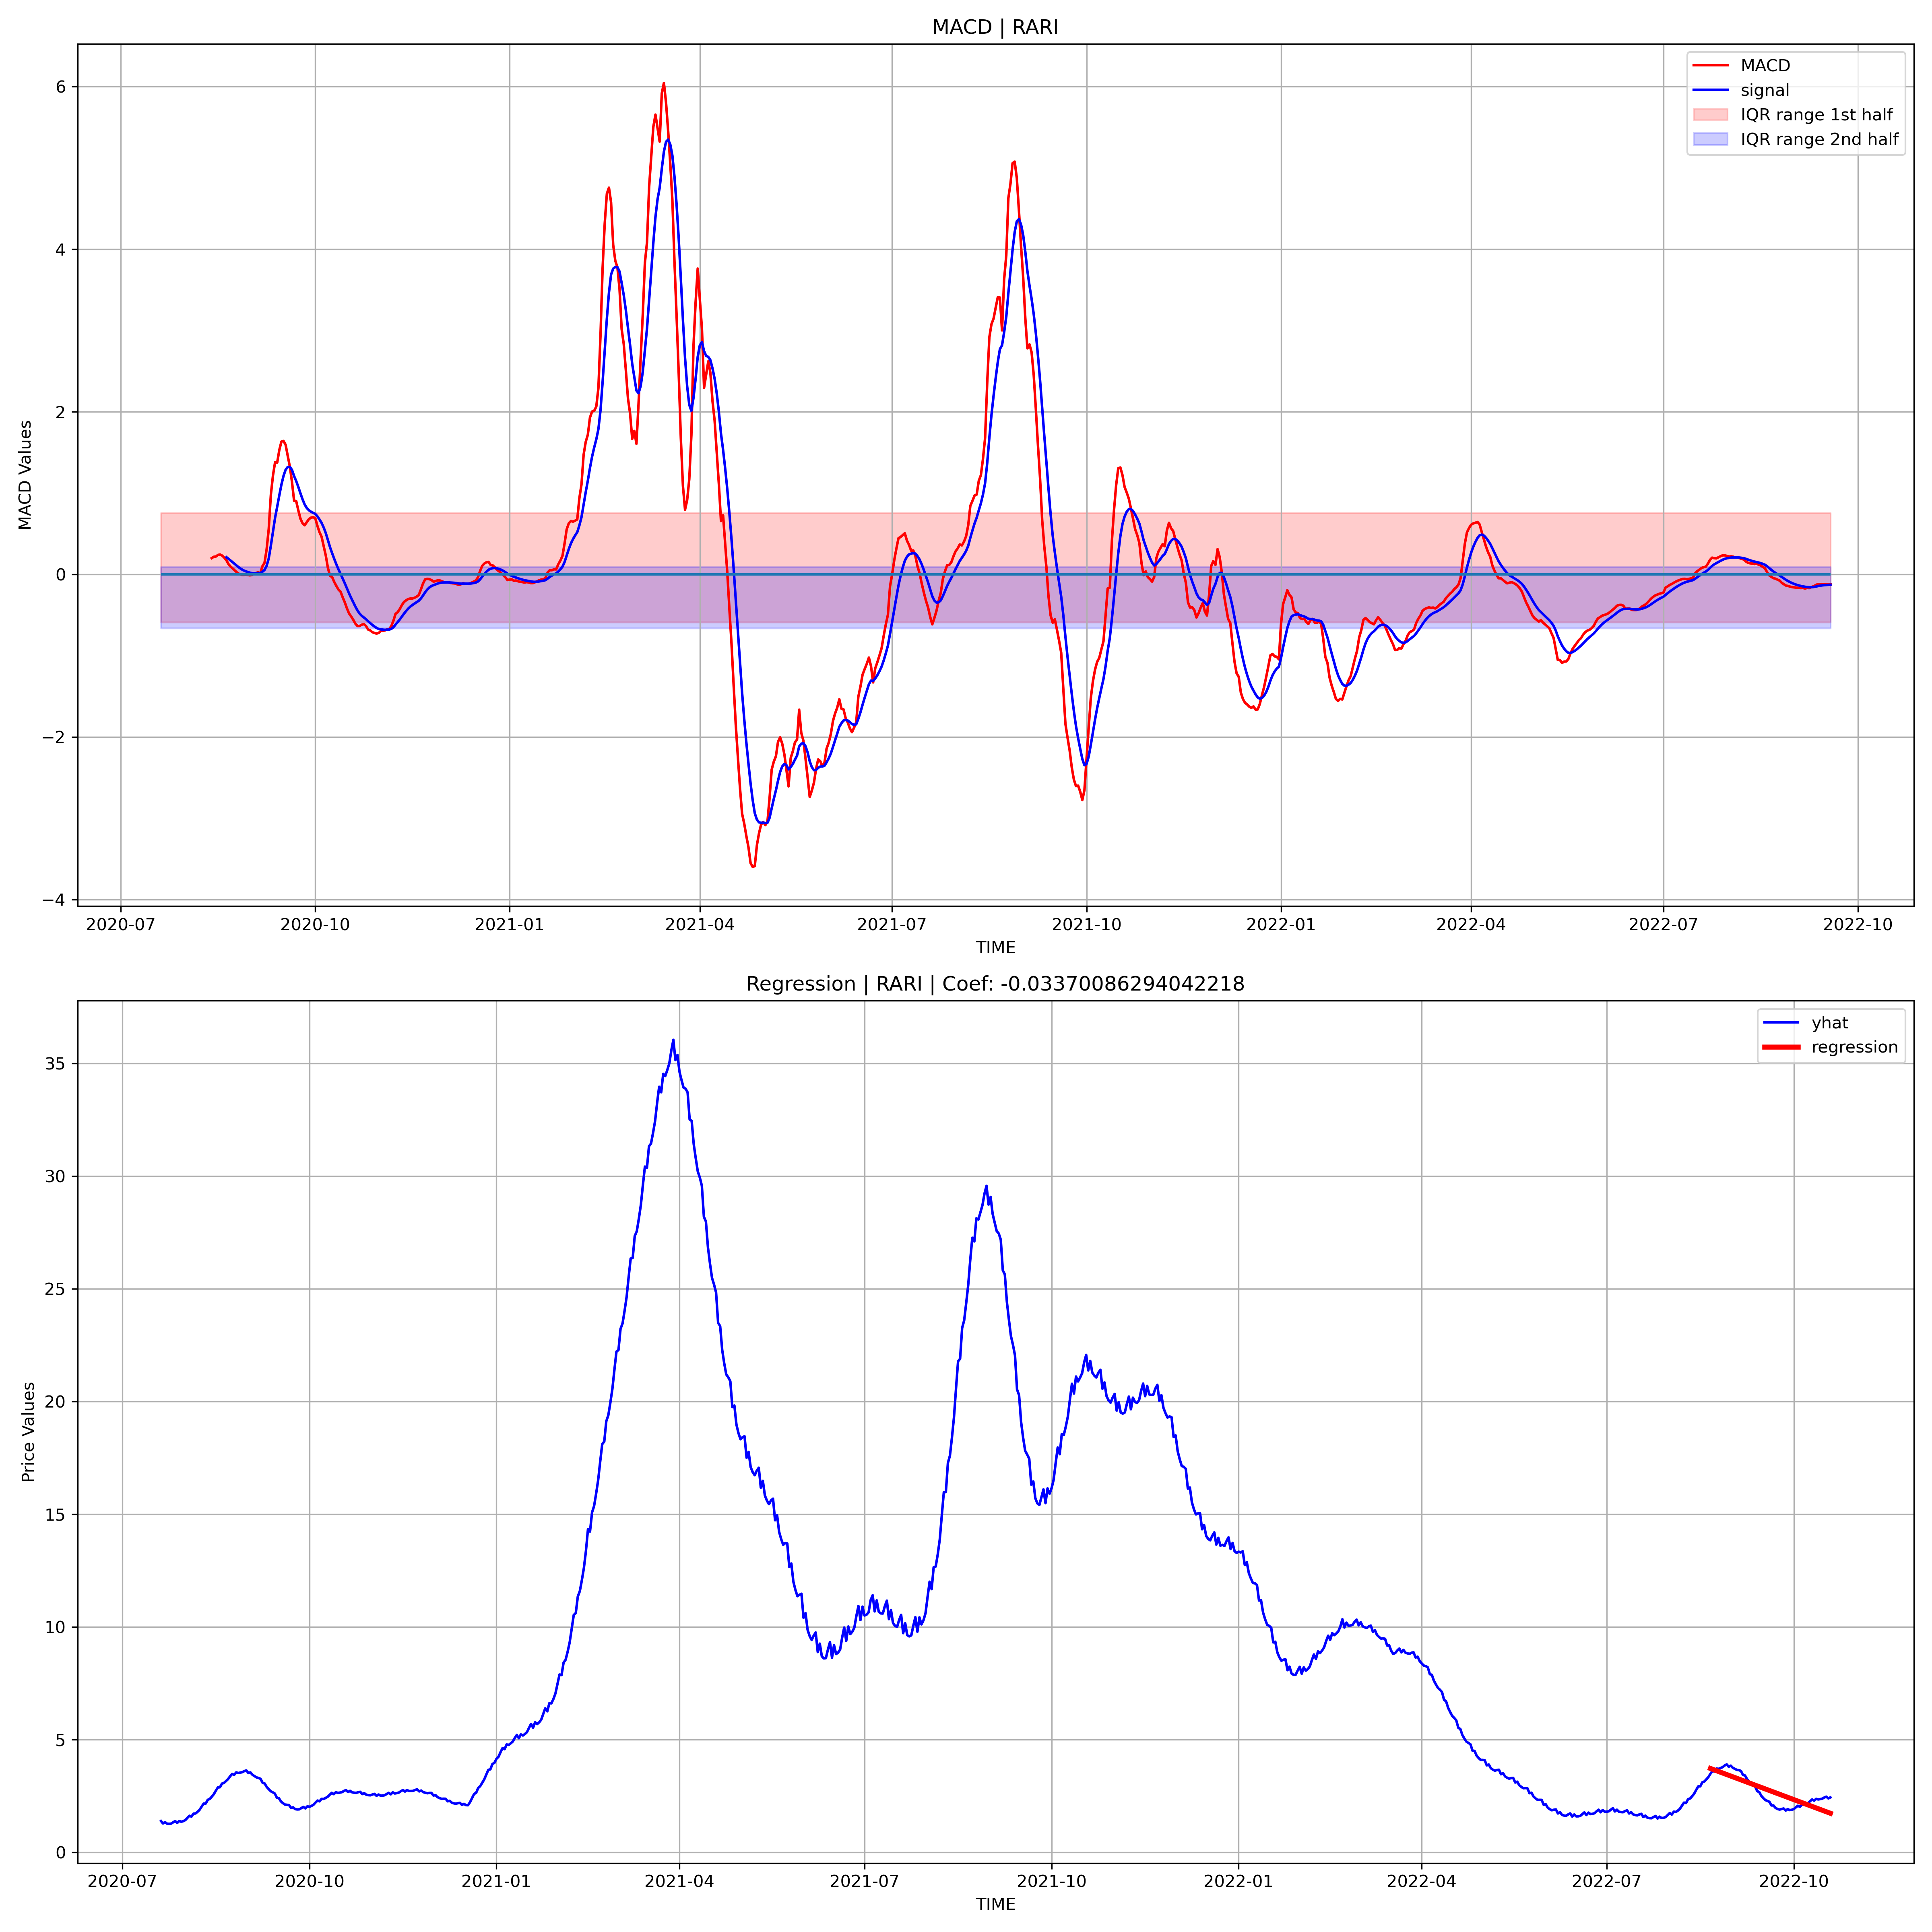 MACD | RARI
MACD
signal
IQR range 1st half
IQR range 2nd half
6
4
2
0
−2
−4
MACD Values
2020-07 2020-10 2021-01 2021-04 2021-07 2021-10 2022-01 2022-04 2022-07 2022-10
TIME
Regression | RARI | Coef: -0.03370086294042218
yhat
regression
35
30
25
20
15
10
5
0
Price Values
2020-07 2020-10 2021-01 2021-04 2021-07 2021-10 2022-01 2022-04 2022-07 2022-10
TIME